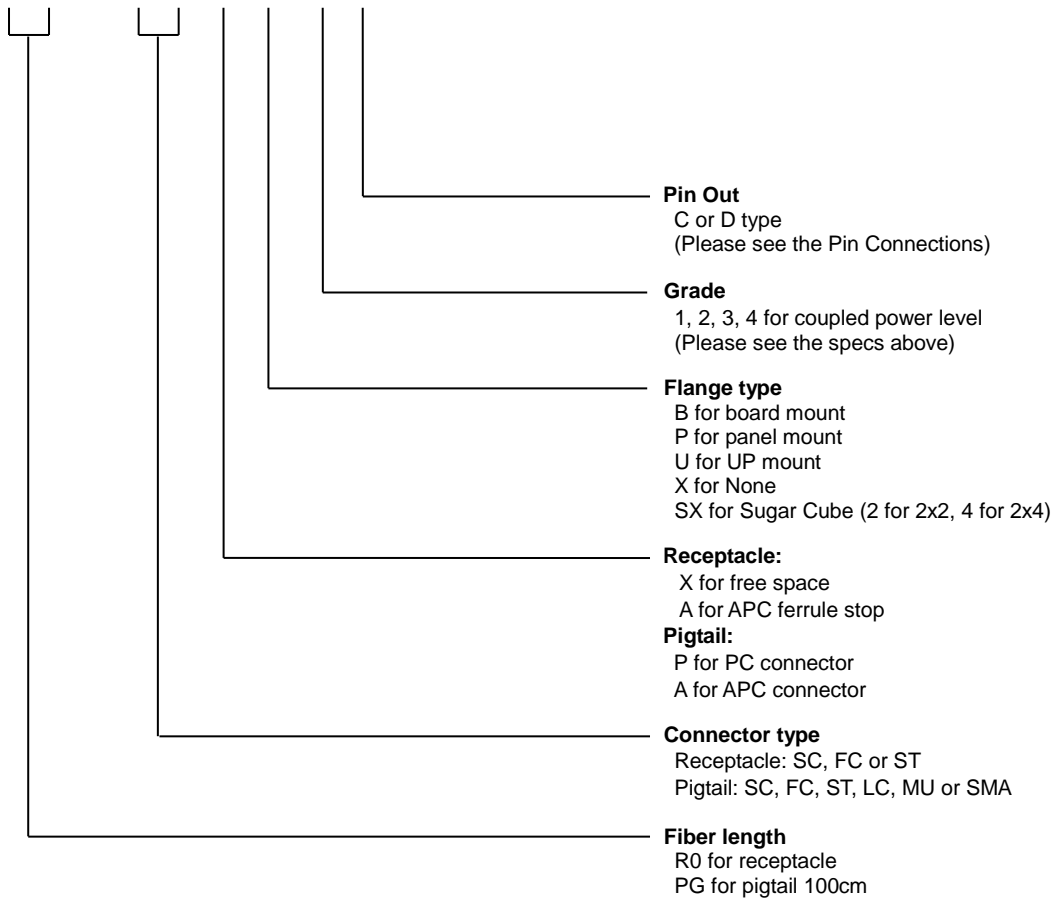 Pin Out
C or D type
(Please see the Pin Connections)
Grade
1, 2, 3, 4 for coupled power level
(Please see the specs above)
Flange type
B for board mount
P for panel mount
U for UP mount
X for None
SX for Sugar Cube (2 for 2x2, 4 for 2x4)
Receptacle:
X for free space
A for APC ferrule stop
Pigtail:
P for PC connector
A for APC connector
Connector type
Receptacle: SC, FC or ST
Pigtail: SC, FC, ST, LC, MU or SMA
Fiber length
R0 for receptacle
PG for pigtail 100cm